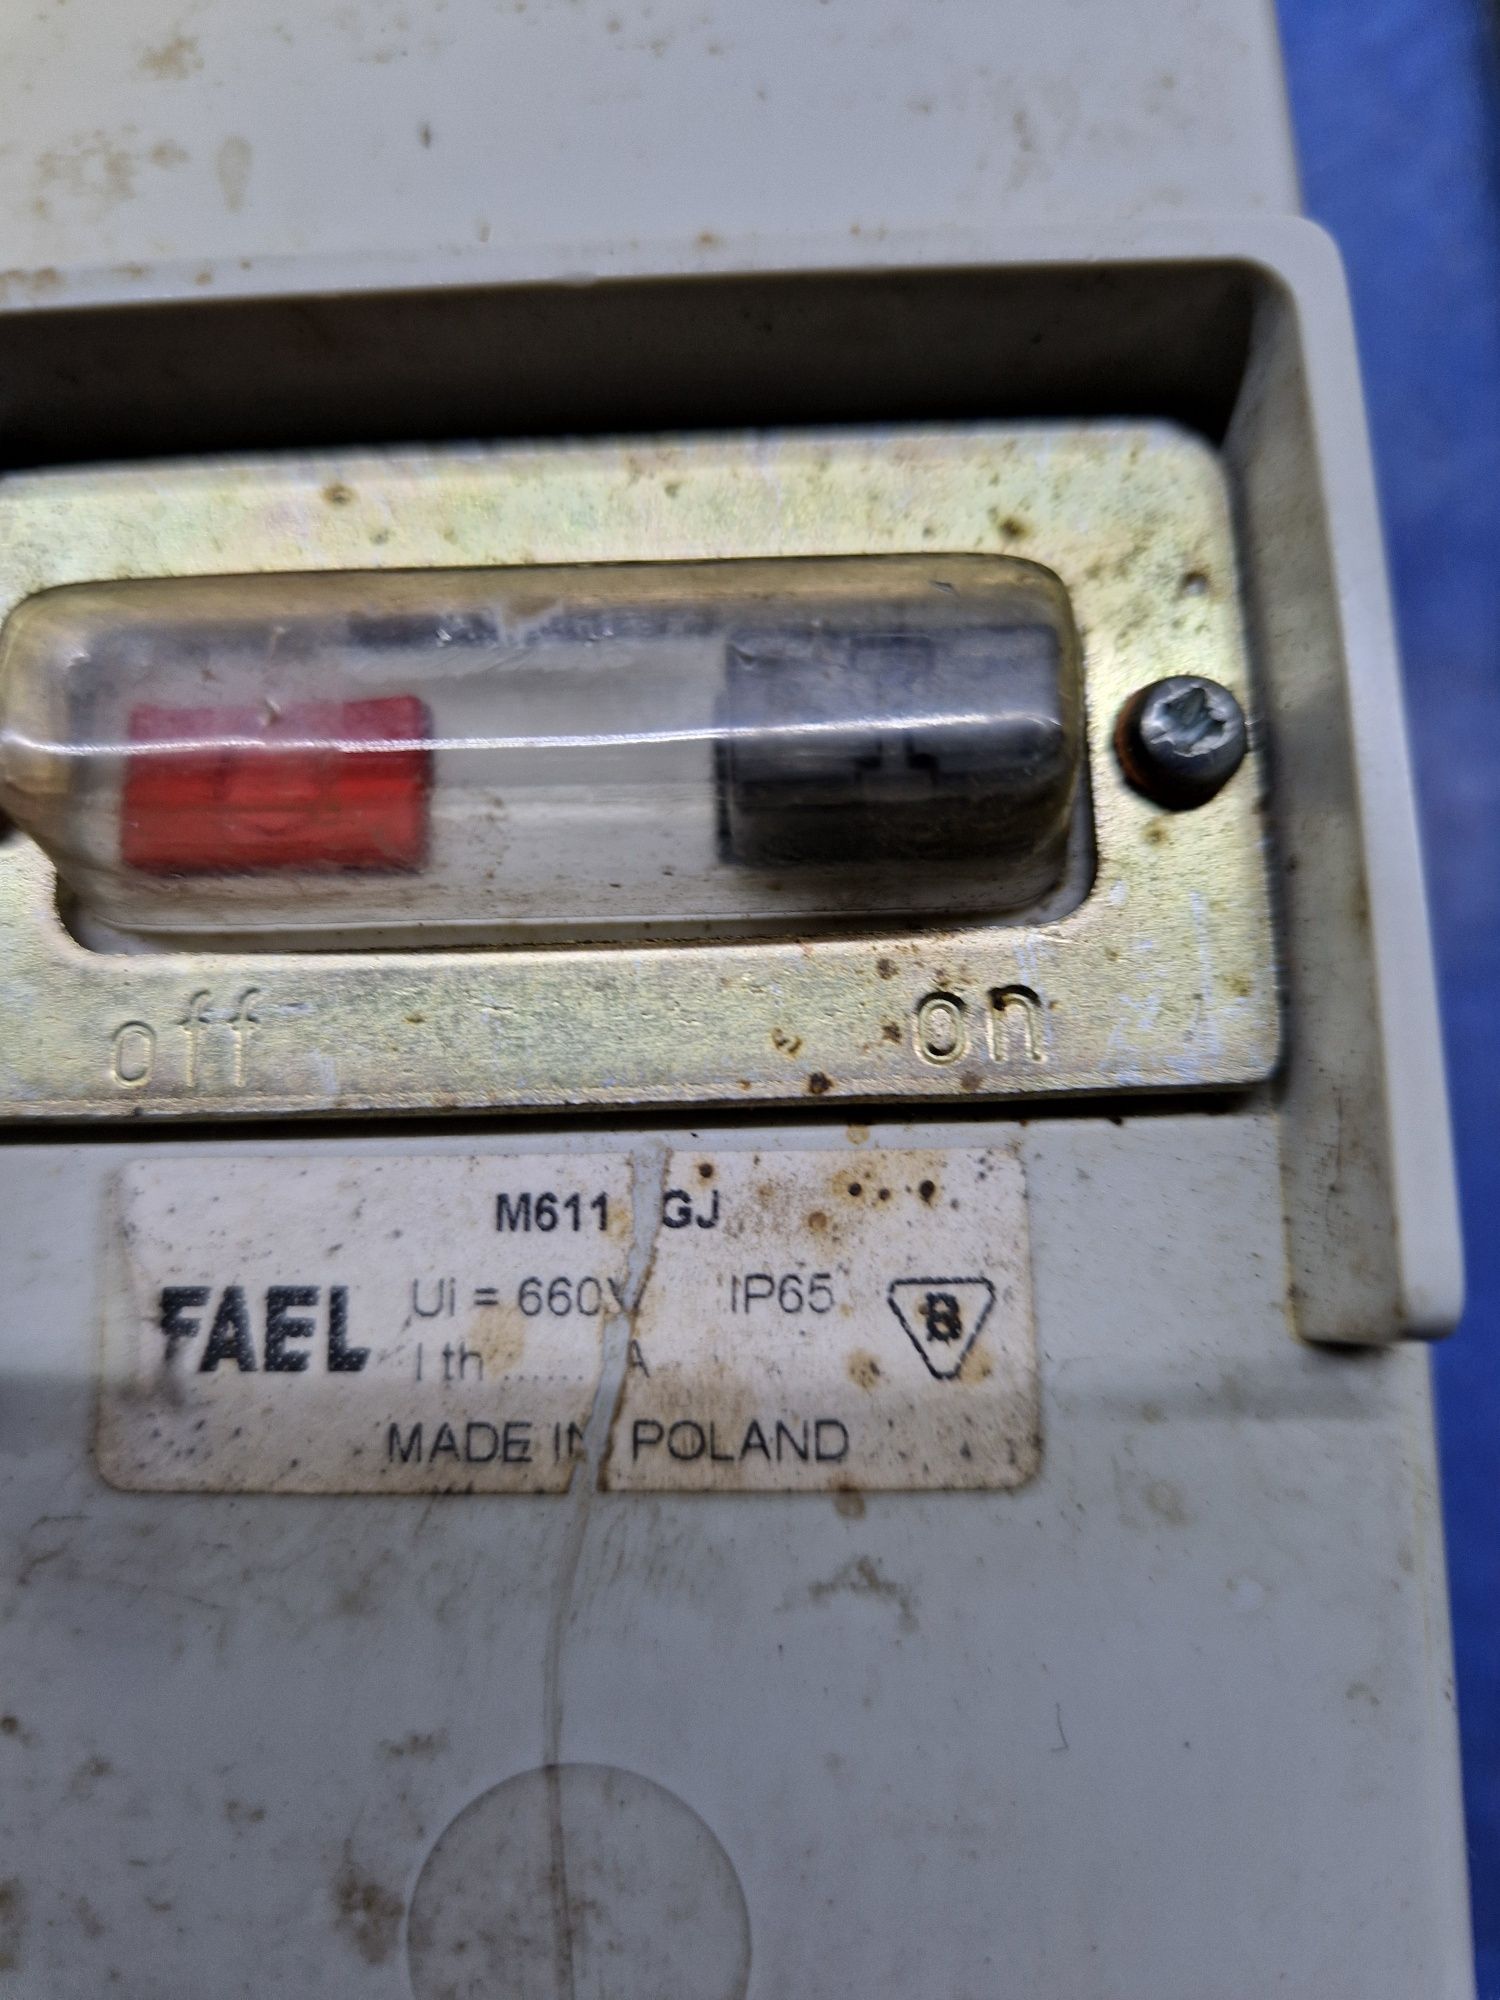 off on
M611 GJ
FAEL Ui = 660V IP65 B
I th ...... A
MADE IN POLAND